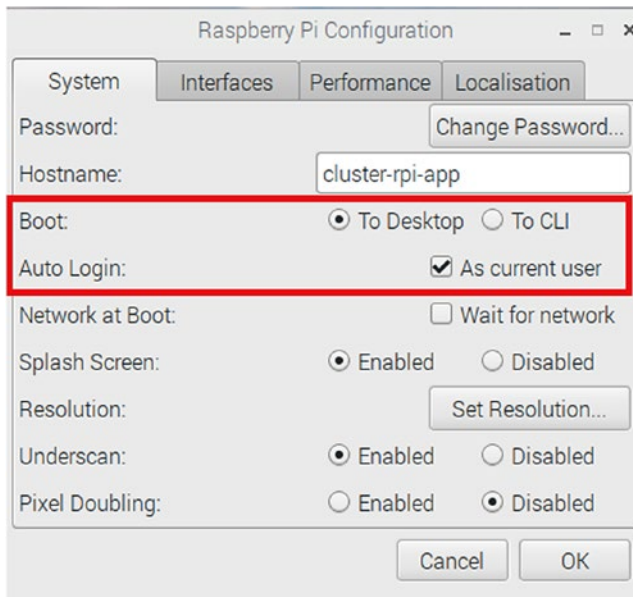 Raspberry Pi Configuration
System Interfaces Performance Localisation
Password: Change Password...
Hostname: cluster-rpi-app
Boot: To Desktop To CLI
Auto Login: As current user
Network at Boot: Wait for network
Splash Screen: Enabled Disabled
Resolution: Set Resolution...
Underscan: Enabled Disabled
Pixel Doubling: Enabled Disabled
Cancel OK